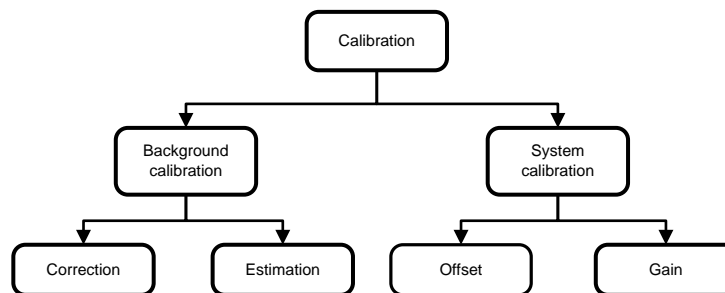 Calibration
Background
calibration
System
calibration
Correction
Estimation
Offset
Gain